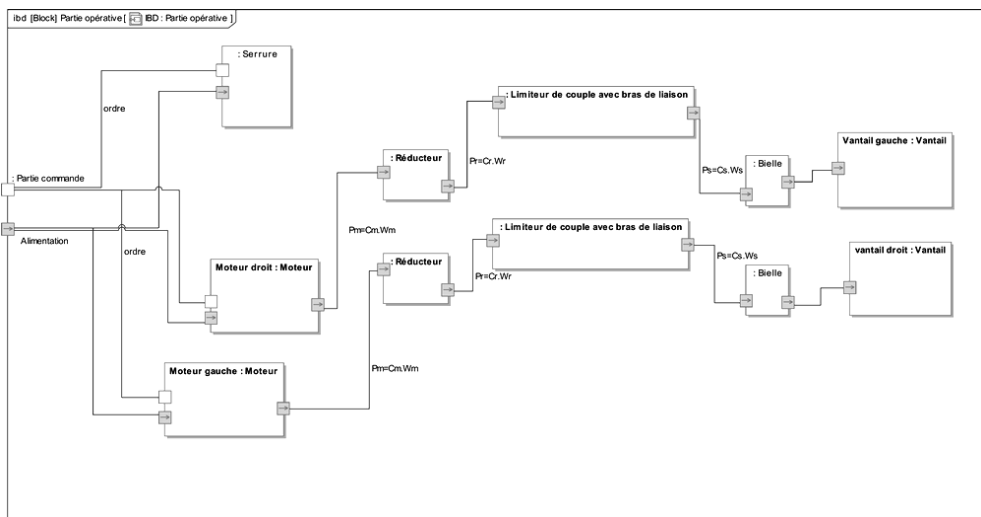 ibd [Block] Partie opérative [ IBD : Partie opérative ]
: Serrure
ordre
: Limiteur de couple avec bras de liaison
: Réducteur
Pr=Cr.Wr
Ps=Cs.Ws
: Bielle
Vantail gauche : Vantail
: Partie commande
Alimentation
ordre
Pm=Cm.Wm
: Limiteur de couple avec bras de liaison
: Réducteur
Pr=Cr.Wr
Ps=Cs.Ws
: Bielle
vantail droit : Vantail
Moteur droit : Moteur
Moteur gauche : Moteur
Pm=Cm.Wm